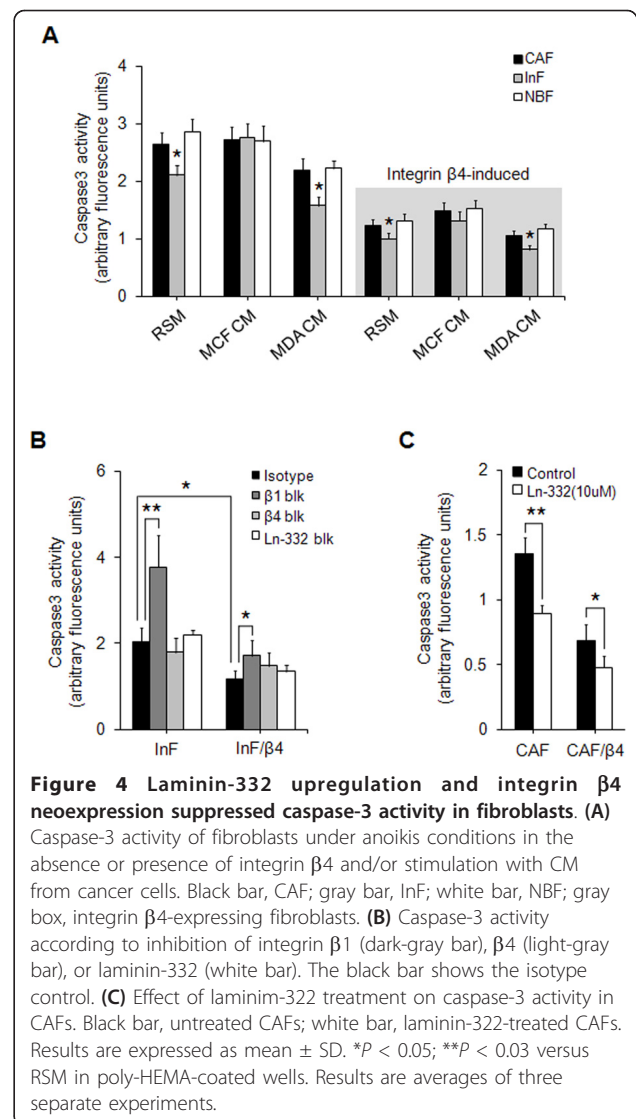 A
CAF
InF
NBF
Caspase3 activity
(arbitrary fluorescence units)
4
3
2
1
0
* * * *
Integrin β4-induced
RSM MCF CM MDA CM RSM MCF CM MDA CM
B
Isotype
β1 blk
β4 blk
Ln-332 blk
Caspase3 activity
(arbitrary fluorescence units)
6
4
2
0
** * *
InF InF/β4
C
Control
Ln-332(10uM)
Caspase3 activity
(arbitrary fluorescence units)
2
1.5
1
0.5
0
** *
CAF CAF/β4
Figure 4 Laminin-332 upregulation and integrin β4
neoexpression suppressed caspase-3 activity in fibroblasts. (A)
Caspase-3 activity of fibroblasts under anoikis conditions in the
absence or presence of integrin β4 and/or stimulation with CM
from cancer cells. Black bar, CAF; gray bar, InF; white bar, NBF; gray
box, integrin β4-expressing fibroblasts. (B) Caspase-3 activity
according to inhibition of integrin β1 (dark-gray bar), β4 (light-gray
bar), or laminin-332 (white bar). The black bar shows the isotype
control. (C) Effect of laminim-322 treatment on caspase-3 activity in
CAFs. Black bar, untreated CAFs; white bar, laminin-322-treated CAFs.
Results are expressed as mean ± SD. *P < 0.05; **P < 0.03 versus
RSM in poly-HEMA-coated wells. Results are averages of three
separate experiments.